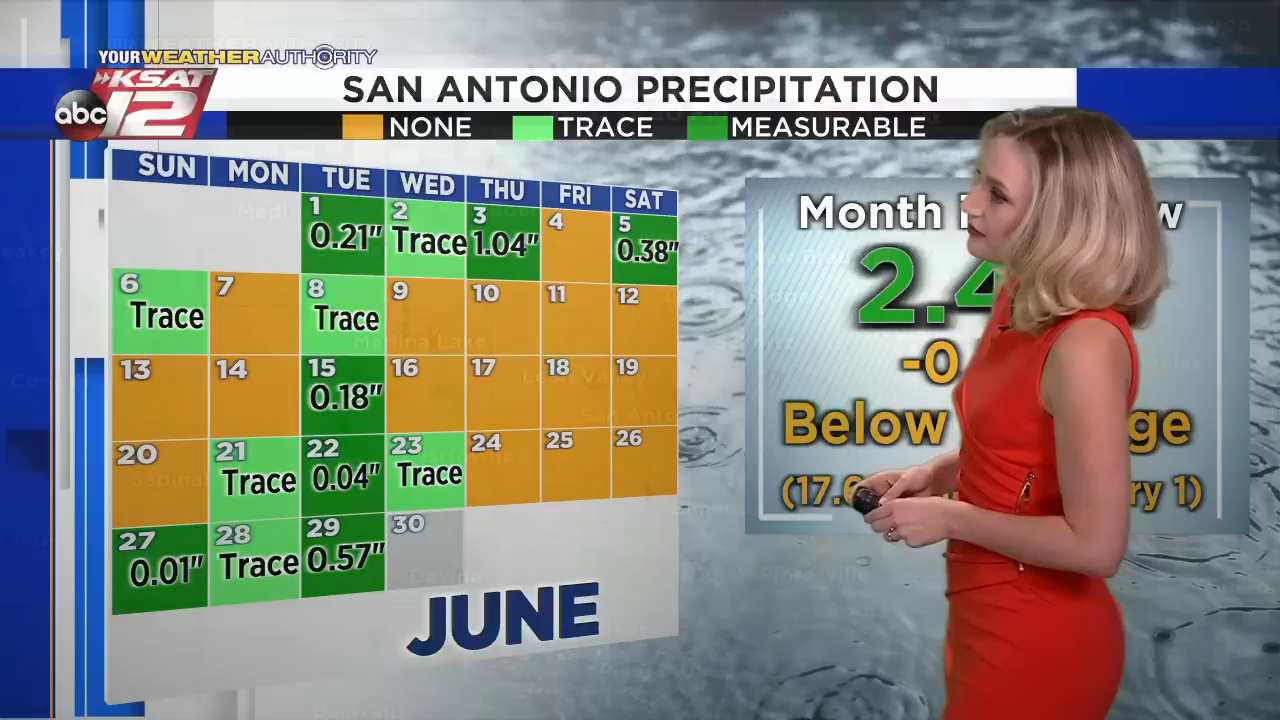 YOUR WEATHER AUTHORITY
KSAT
abc 12
SAN ANTONIO PRECIPITATION
NONE TRACE MEASURABLE
SUN MON TUE WED THU FRI SAT
1 2 3 4 5
0.21" Trace 1.04" 0.38"
6 7 8 9 10 11 12
Trace Trace
13 14 15 16 17 18 19
0.18"
20 21 22 23 24 25 26
Trace 0.04" Trace
27 28 29 30
0.01" Trace 0.57"
JUNE
Month
2.4
-0
Below
1)